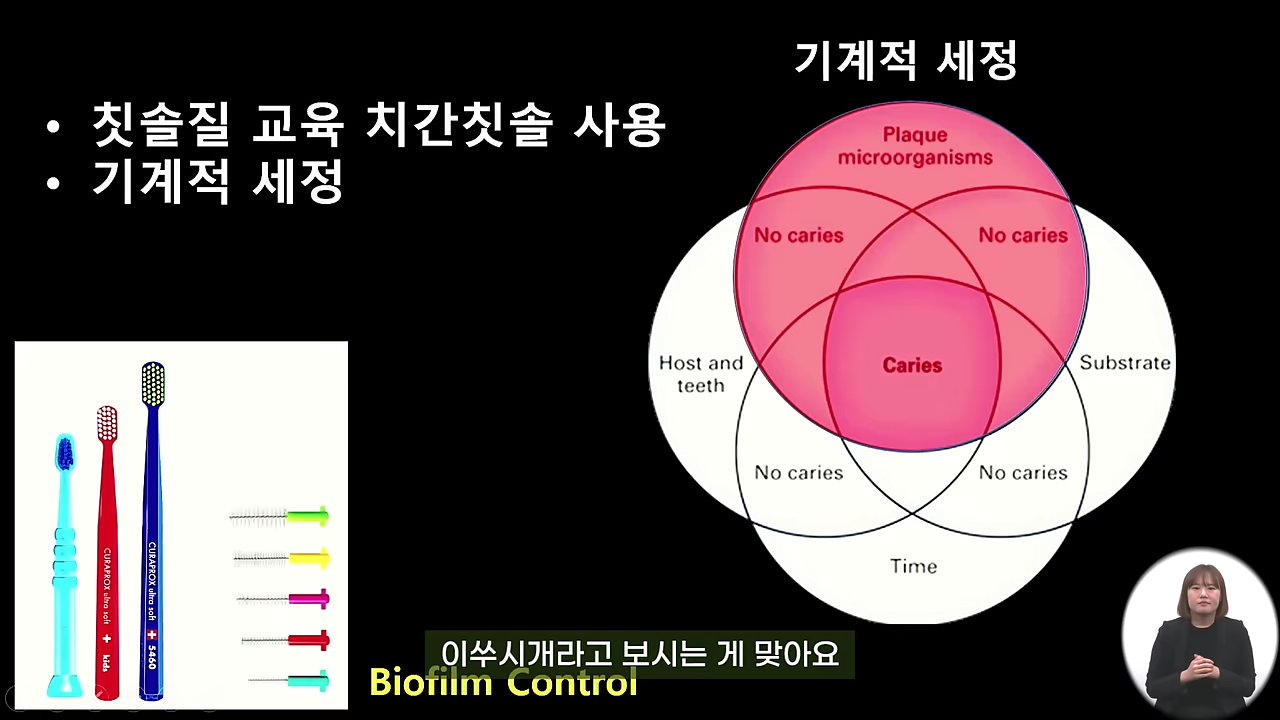 기계적 세정
• 칫솔질 교육 치간칫솔 사용
• 기계적 세정
Plaque
microorganisms
No caries
No caries
Host and
teeth
Caries
Substrate
No caries
No caries
Time
CURAPROX ultra soft kids
CURAPROX ultra soft 5460
이쑤시개라고 보시는 게 맞아요
Biofilm Control